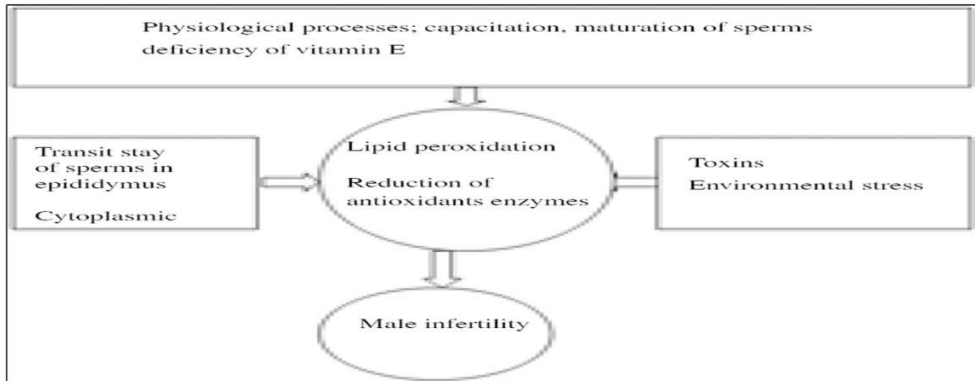 Physiological processes; capacitation, maturation of sperms
deficiency of vitamin E
Transit stay
of sperms in
epididymus
Cytoplasmic
Lipid peroxidation
Reduction of
antioxidants enzymes
Toxins
Environmental stress
Male infertility